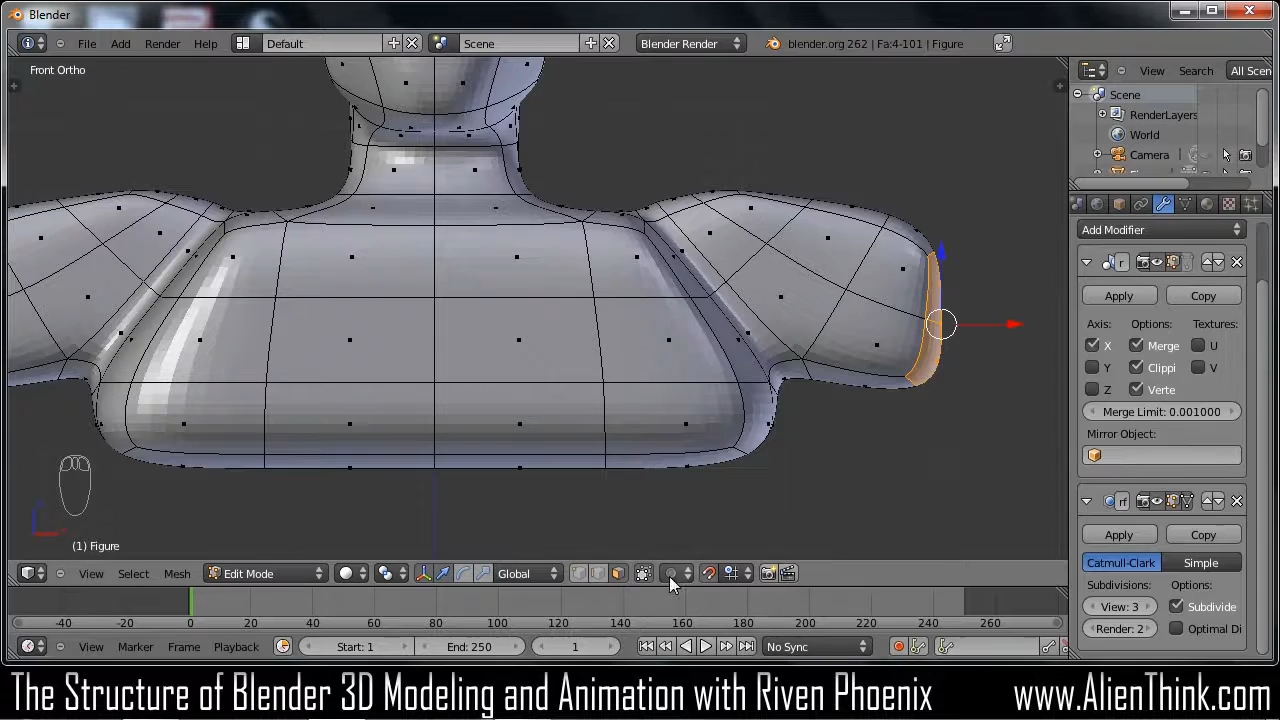 Blender
File Add Render Help Default Scene Blender Render blender.org 262 | Fa:4-101 | Figure
Front Ortho
View Search All Scen
Scene
RenderLayers
World
Camera
Add Modifier
Apply Copy
Axis: Options: Textures:
X Merge U
Y Clippi V
Z Verte
Merge Limit: 0.001000
Mirror Object:
rf
Apply Copy
Catmull-Clark Simple
Subdivisions: Options:
View: 3 Subdivide
Render: 2 Optimal Di
(1) Figure
View Select Mesh Edit Mode Global
-40 -20 0 20 40 60 80 100 120 140 160 180 200 220 240 260
View Marker Frame Playback Start: 1 End: 250 1 No Sync
The Structure of Blender 3D Modeling and Animation with Riven Phoenix www.AlienThink.com